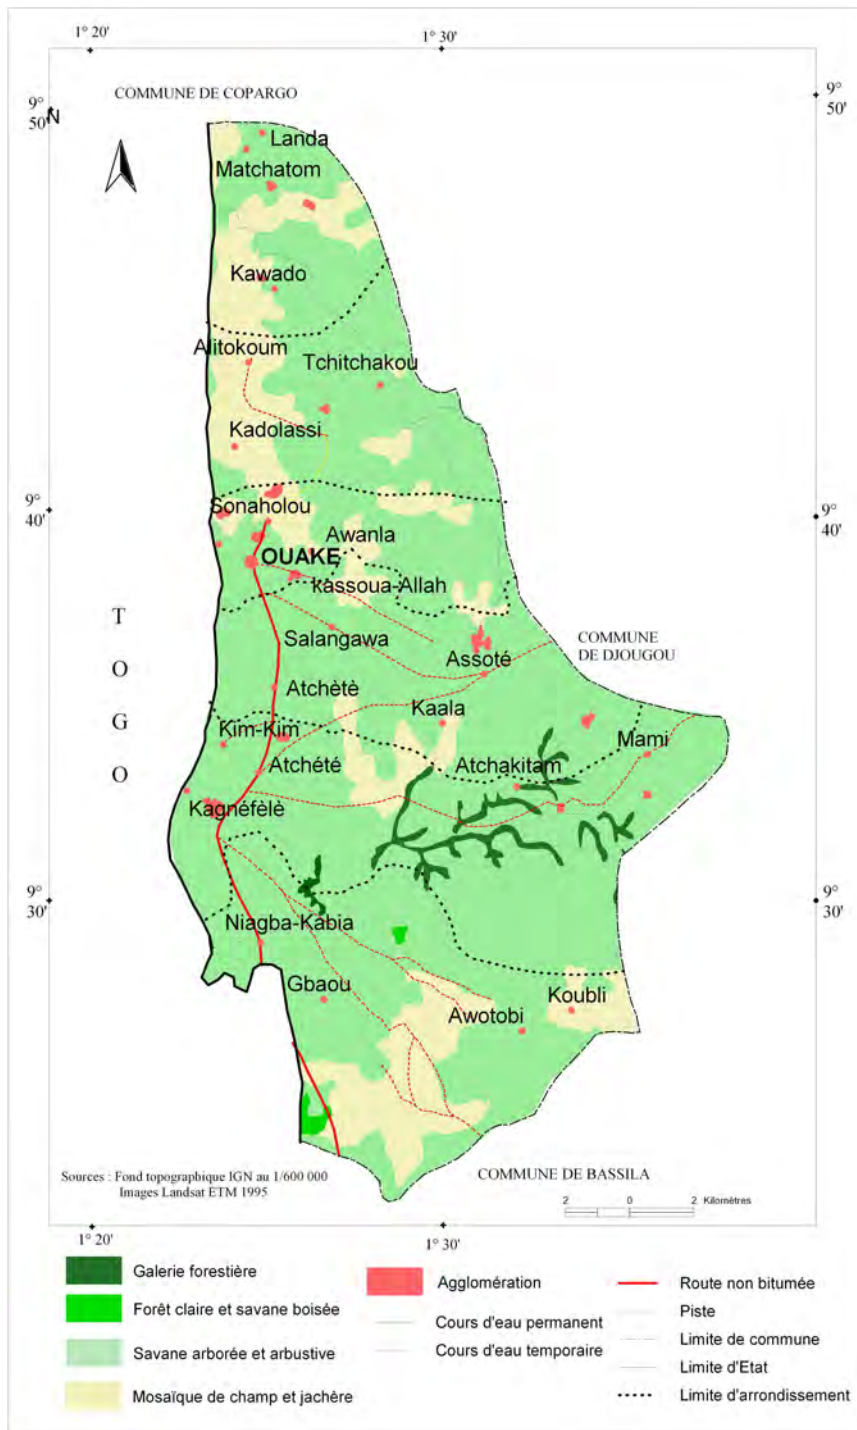 1° 20'
1° 30'
COMMUNE DE COPARGO
9°
50'
N
9°
50'
Landa
Matchatom
Kawado
Alitokoum
Tchitchakou
Kadolassi
Sonaholou
9°
40'
9°
40'
Awanla
OUAKE
kassoua-Allah
T
O
G
O
Salangawa
COMMUNE
DE DJOUGOU
Assoté
Atchètè
Kaala
Kim-Kim
Mami
Atchété
Atchakitam
Kagnéfèlè
9°
30'
9°
30'
Niagba-Kabia
Gbaou
Koubli
Awotobi
Sources : Fond topographique IGN au 1/600 000
Images Landsat ETM 1995
COMMUNE DE BASSILA
2 0 2 Kilomètres
1° 20'
1° 30'
Galerie forestière
Forêt claire et savane boisée
Savane arborée et arbustive
Mosaïque de champ et jachère
Agglomération
Cours d'eau permanent
Cours d'eau temporaire
Route non bitumée
Piste
Limite de commune
Limite d'Etat
Limite d'arrondissement